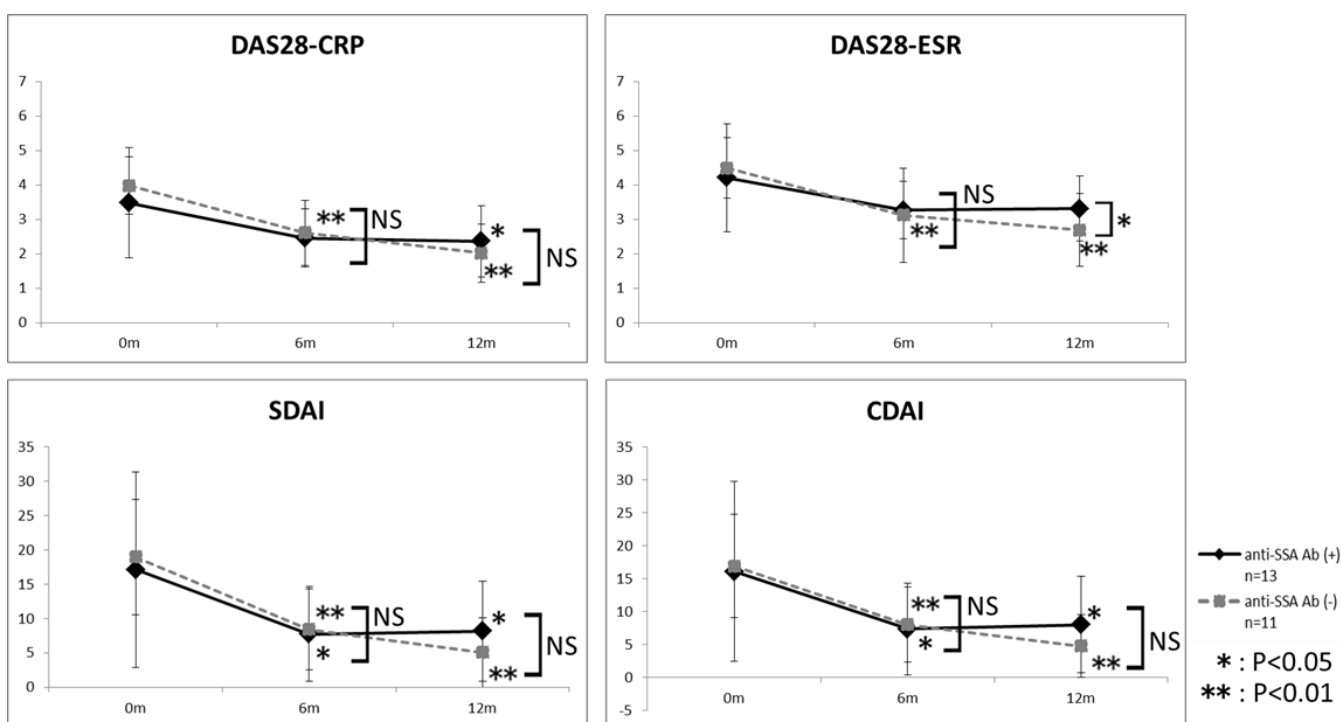 DAS28-CRP
7
6
5
4
3
2
1
0
** NS
*
** NS
0m 6m 12m
DAS28-ESR
7
6
5
4
3
2
1
0
NS
**
*
**
0m 6m 12m
SDAI
35
30
25
20
15
10
5
0
** NS
*
*
** NS
0m 6m 12m
CDAI
35
30
25
20
15
10
5
0
-5
** NS
*
*
** NS
0m 6m 12m
anti-SSA Ab (+)
n=13
anti-SSA Ab (-)
n=11
* : P<0.05
** : P<0.01